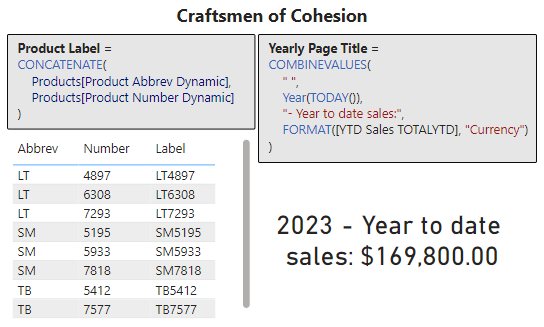 Craftsmen of Cohesion
Product Label =
CONCATENATE(
Products[Product Abbrev Dynamic],
Products[Product Number Dynamic]
)
Yearly Page Title =
COMBINEVALUES(
" ",
Year(TODAY()),
"- Year to date sales:",
FORMAT([YTD Sales TOTALYTD], "Currency")
)
Abbrev Number Label
LT 4897 LT4897
LT 6308 LT6308
LT 7293 LT7293
SM 5195 SM5195
SM 5933 SM5933
SM 7818 SM7818
TB 5412 TB5412
TB 7577 TB7577
2023 - Year to date
sales: $169,800.00